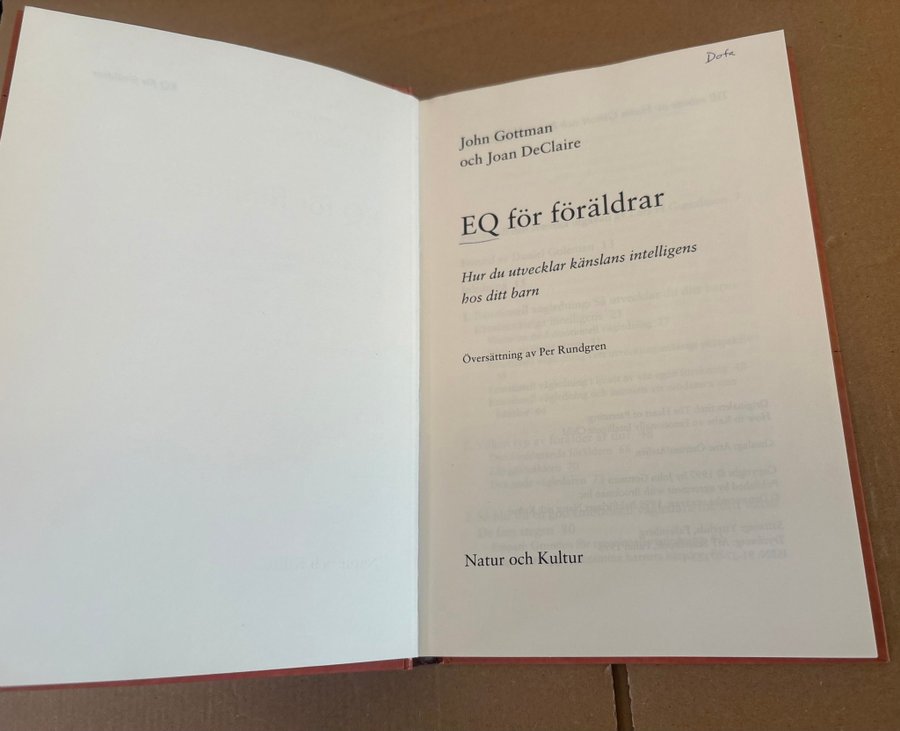 Dota
John Gottman
och Joan DeClaire
EQ för föräldrar
Hur du utvecklar känslans intelligens
hos ditt barn
Översättning av Per Rundgren
Natur och Kultur